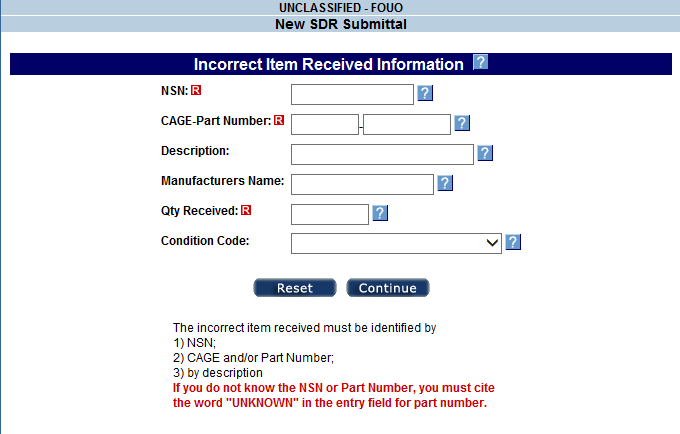 UNCLASSIFIED - FOUO
New SDR Submittal
Incorrect Item Received Information ?
NSN: R ?
CAGE-Part Number: R - ?
Description: ?
Manufacturers Name: ?
Qty Received: R ?
Condition Code: ?
Reset Continue
The incorrect item received must be identified by
1) NSN;
2) CAGE and/or Part Number;
3) by description
If you do not know the NSN or Part Number, you must cite
the word "UNKNOWN" in the entry field for part number.